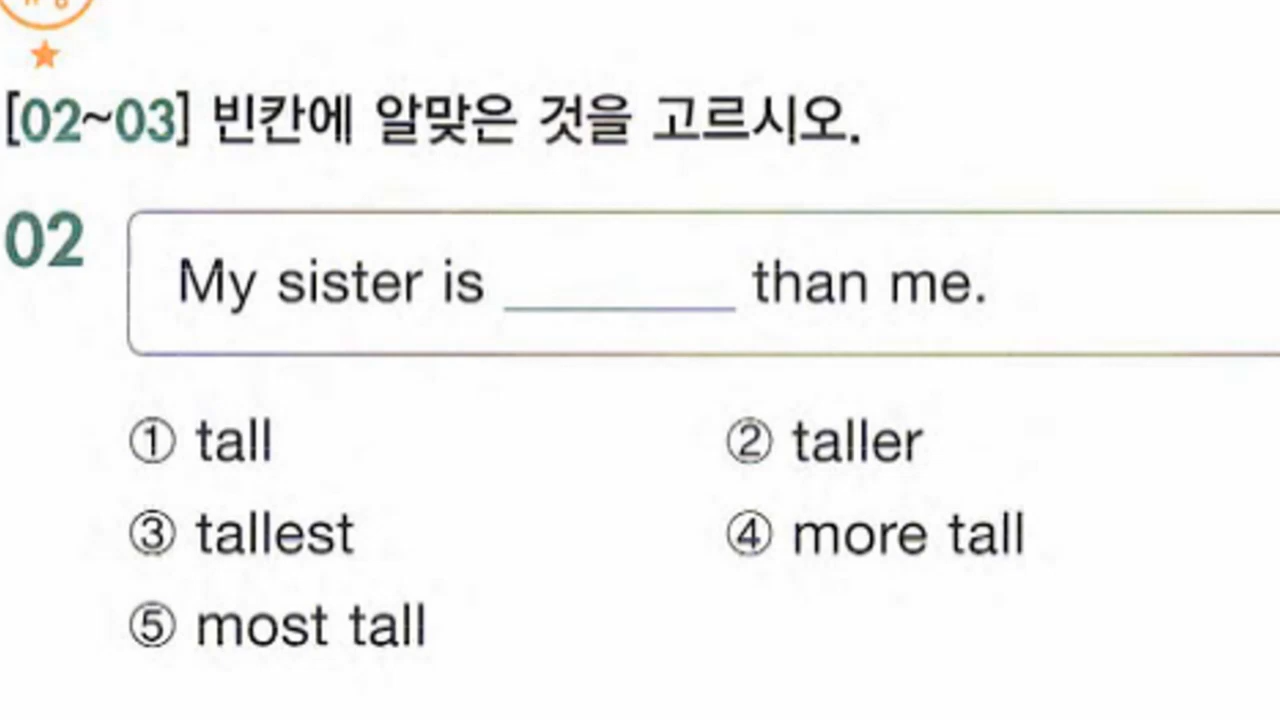 [02~03] 빈칸에 알맞은 것을 고르시오.
02
My sister is ________ than me.
① tall ② taller
③ tallest ④ more tall
⑤ most tall